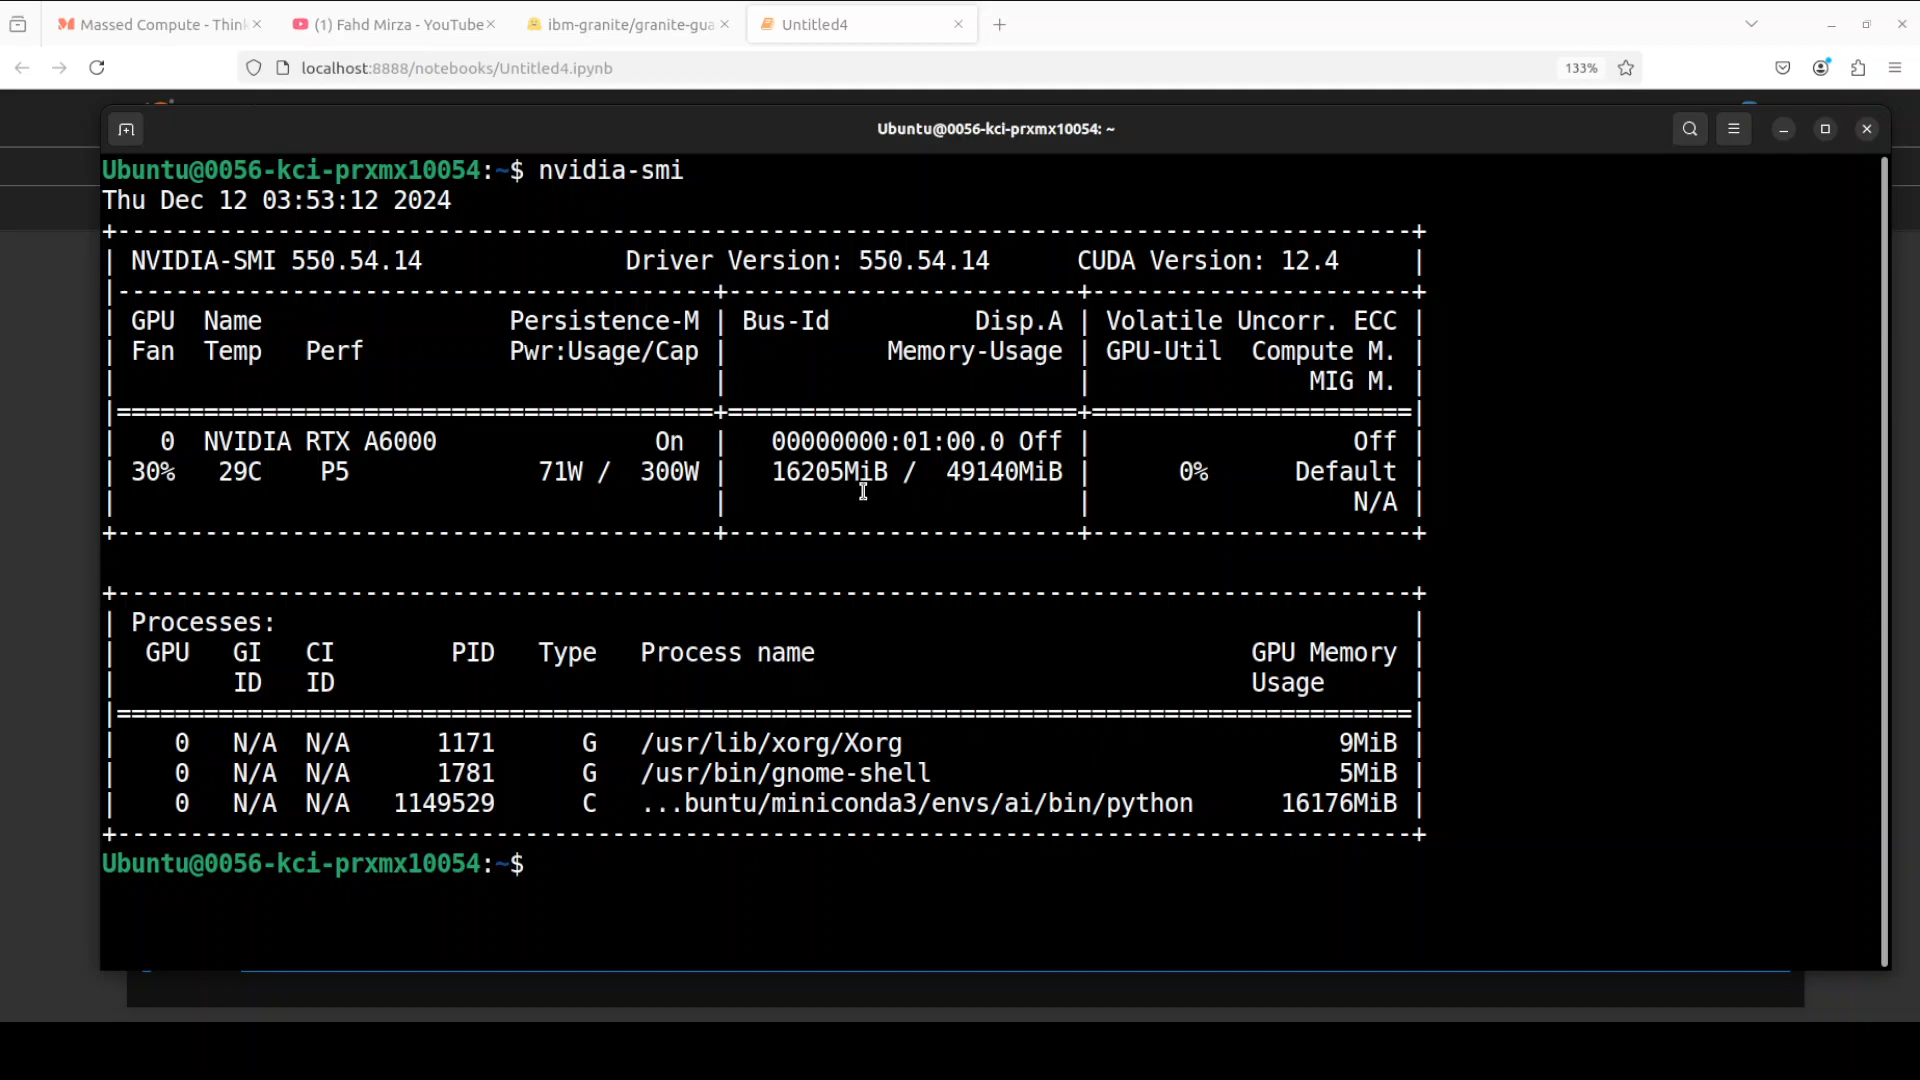 Massed Compute - Think
(1) Fahd Mirza - YouTube
ibm-granite/granite-gua
Untitled4
localhost:8888/notebooks/Untitled4.ipynb
133%
Ubuntu@0056-kci-prxmx10054: ~
Ubuntu@0056-kci-prxmx10054:~$ nvidia-smi
Thu Dec 12 03:53:12 2024
+-----------------------------------------------------------------------------------------+
| NVIDIA-SMI 550.54.14              Driver Version: 550.54.14      CUDA Version: 12.4     |
|-----------------------------------------+------------------------+----------------------+
| GPU  Name                 Persistence-M | Bus-Id          Disp.A | Volatile Uncorr. ECC |
| Fan  Temp   Perf          Pwr:Usage/Cap |           Memory-Usage | GPU-Util  Compute M. |
|                                         |                        |               MIG M. |
|=========================================+========================+======================|
|   0  NVIDIA RTX A6000               On  |   00000000:01:00.0 Off |                  Off |
| 30%   29C    P5              71W /  300W |   16205MiB /  49140MiB |      0%      Default |
|                                         |                        |                  N/A |
+-----------------------------------------+------------------------+----------------------+
+-----------------------------------------------------------------------------------------+
| Processes:                                                                              |
|  GPU   GI   CI        PID   Type   Process name                              GPU Memory |
|        ID   ID                                                               Usage      |
|=========================================================================================|
|    0   N/A  N/A      1171      G   /usr/lib/xorg/Xorg                              9MiB |
|    0   N/A  N/A      1781      G   /usr/bin/gnome-shell                            5MiB |
|    0   N/A  N/A   1149529      C   ...buntu/miniconda3/envs/ai/bin/python      16176MiB |
+-----------------------------------------------------------------------------------------+
Ubuntu@0056-kci-prxmx10054:~$